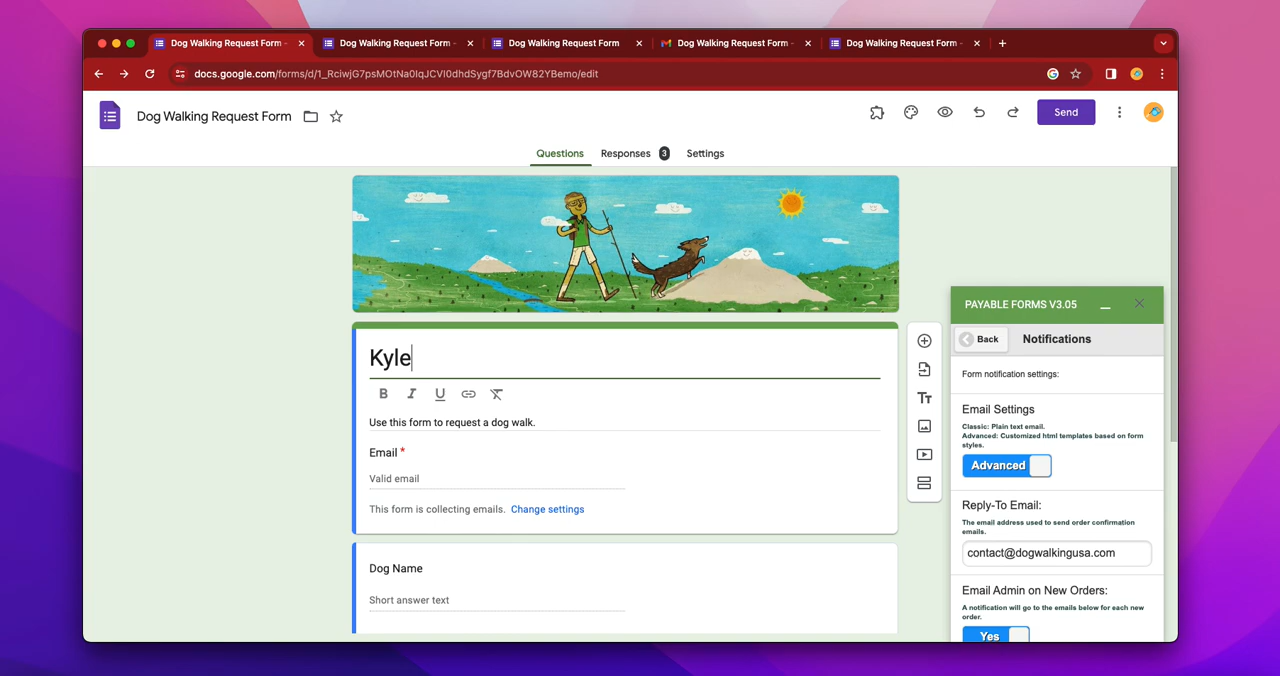 Dog Walking Request Form -
Dog Walking Request Form -
Dog Walking Request Form
Dog Walking Request Form -
Dog Walking Request Form -
docs.google.com/forms/d/1_RciwjG7psMOtNa0IqJCVI0dhdSygf7BdvOW82YBemo/edit
Dog Walking Request Form
Send
Questions
Responses 3
Settings
Kyle
B I U
Use this form to request a dog walk.
Email *
Valid email
This form is collecting emails. Change settings
Dog Name
Short answer text
Tт
PAYABLE FORMS V3.05
Back
Notifications
Form notification settings:
Email Settings
Classic: Plain text email.
Advanced: Customized html templates based on form
styles.
Advanced
Reply-To Email:
The email address used to send order confirmation
emails.
contact@dogwalkingusa.com
Email Admin on New Orders:
A notification will go to the emails below for each new
order.
Yes